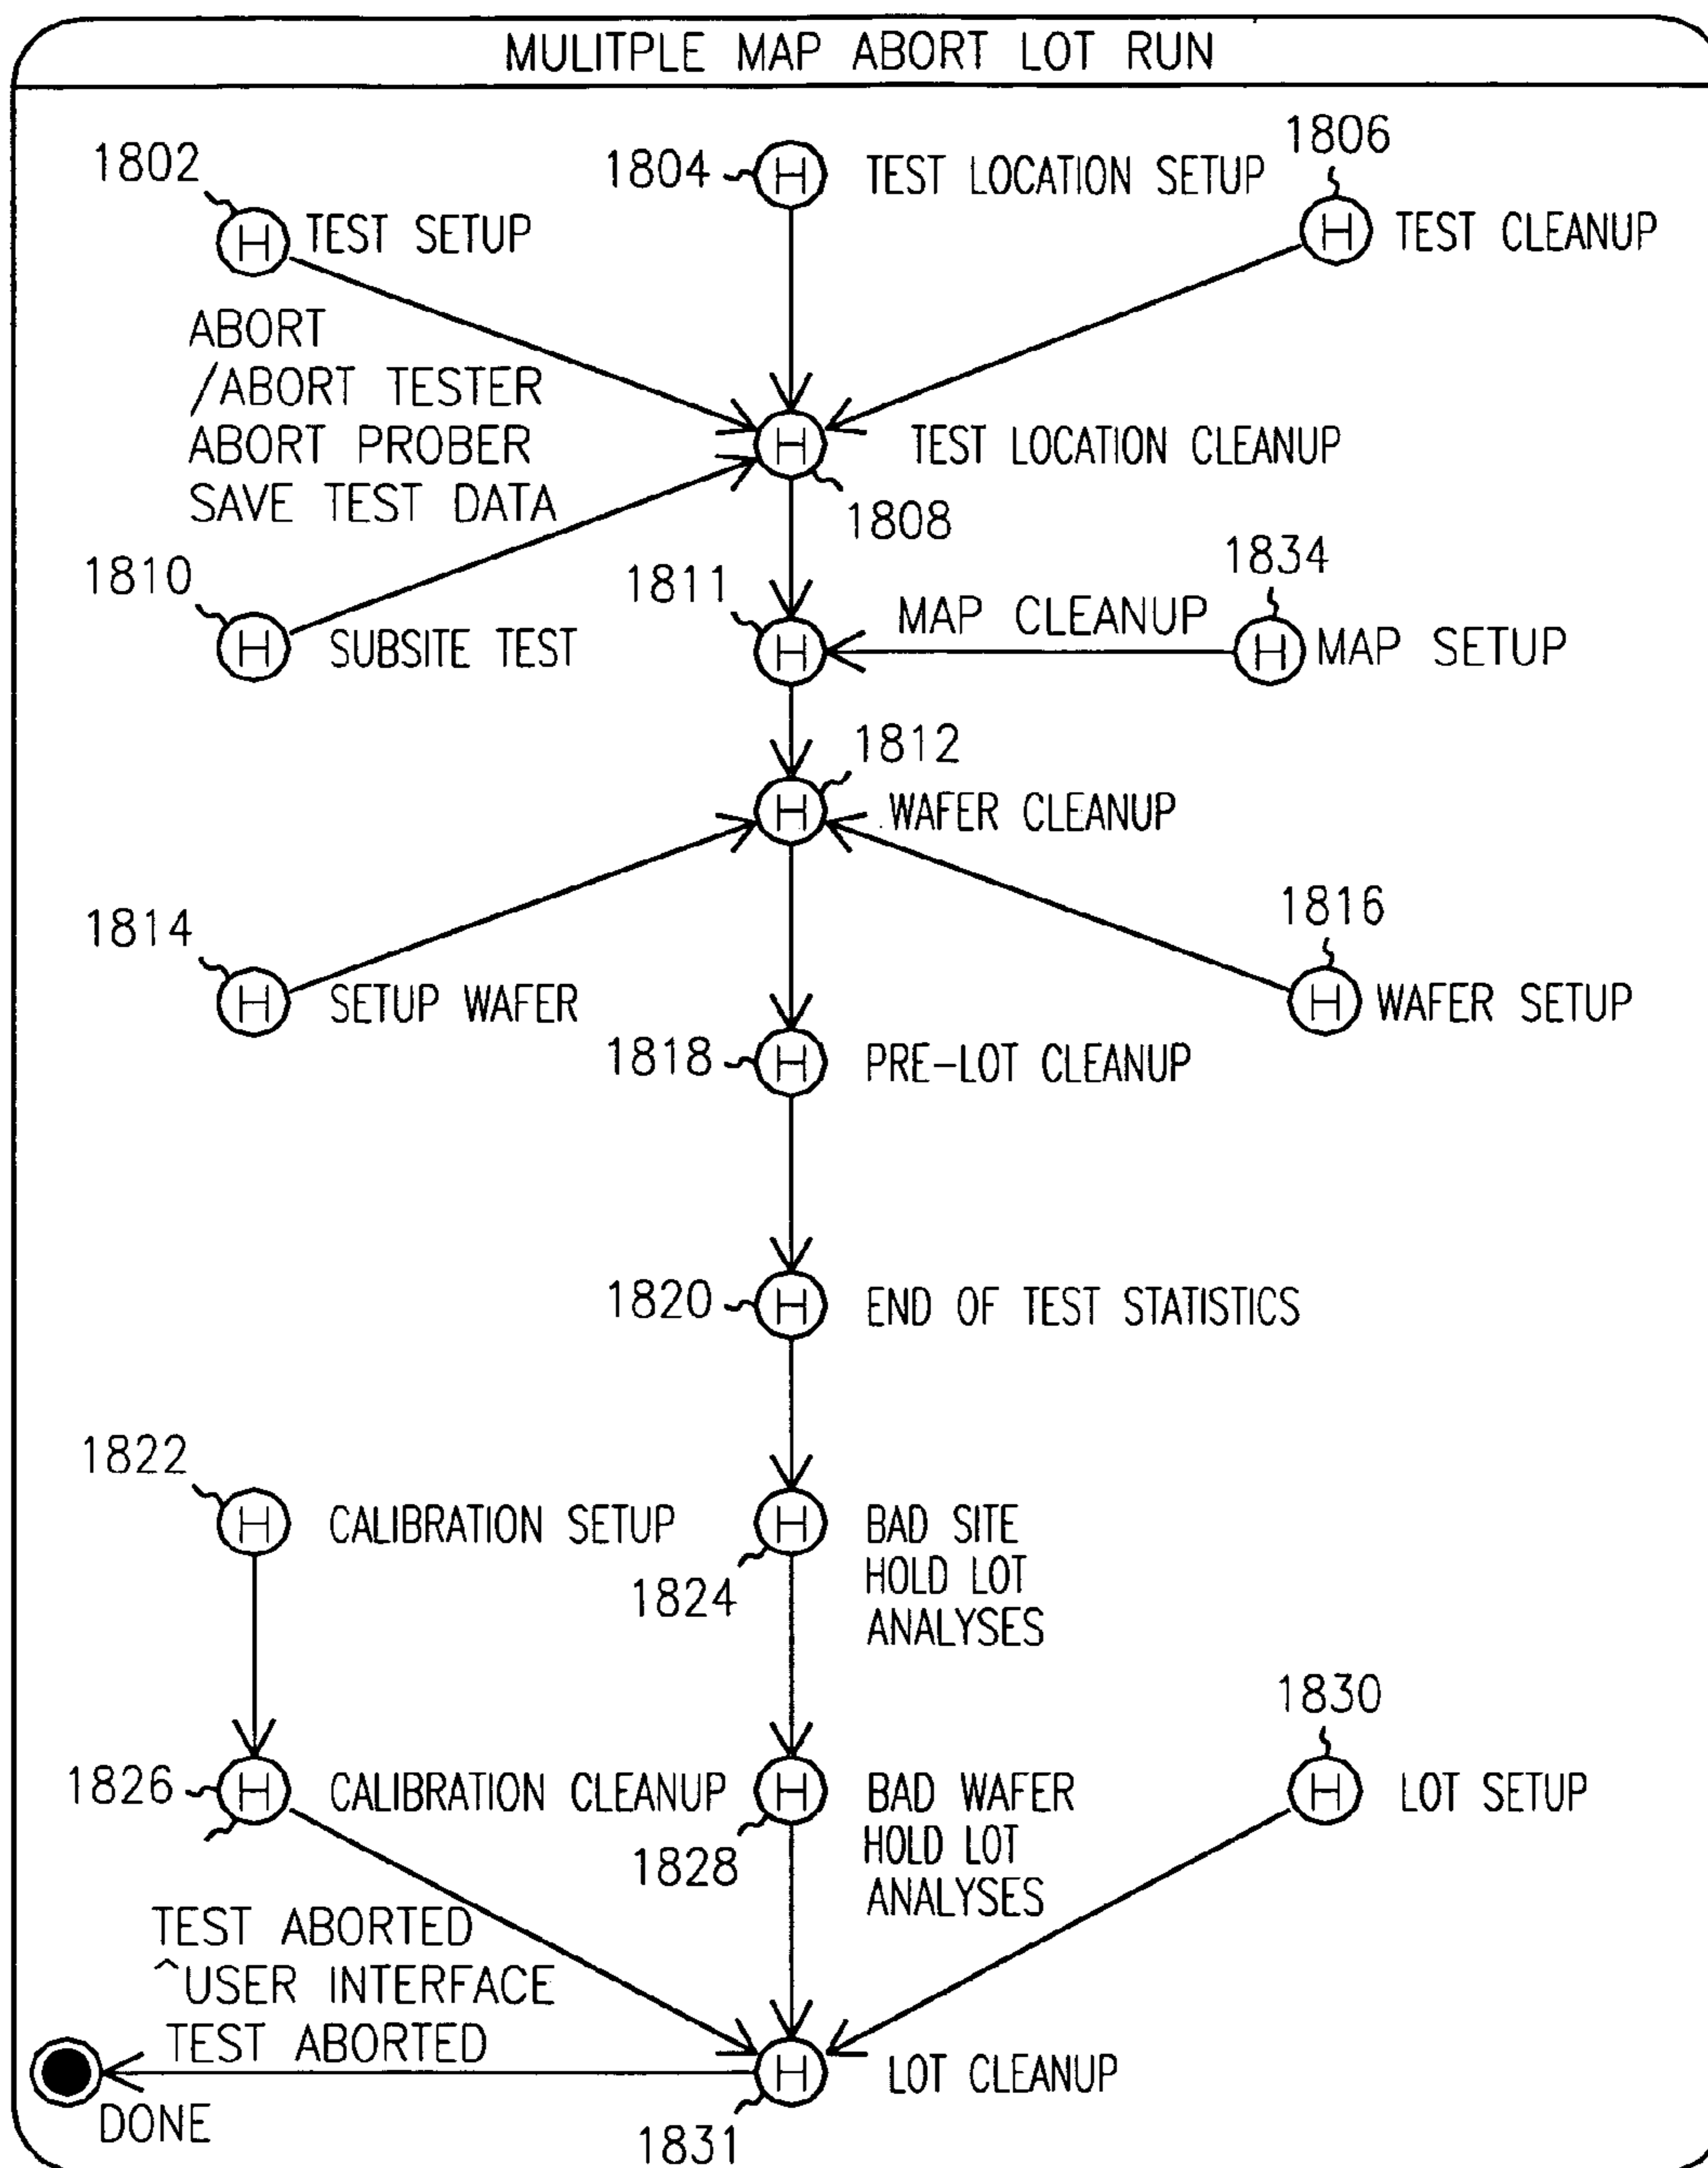 MULITPLE MAP ABORT LOT RUN
1802
H TEST SETUP
1804
H TEST LOCATION SETUP
1806
H TEST CLEANUP
ABORT
/ABORT TESTER
ABORT PROBER
SAVE TEST DATA
H TEST LOCATION CLEANUP
1808
1810
H SUBSITE TEST
1811
H
MAP CLEANUP
1834
H MAP SETUP
1812
H WAFER CLEANUP
1814
H SETUP WAFER
1816
H WAFER SETUP
1818
H PRE-LOT CLEANUP
1820
H END OF TEST STATISTICS
1822
H CALIBRATION SETUP
H BAD SITE
HOLD LOT
ANALYSES
1824
1826
H CALIBRATION CLEANUP
H BAD WAFER
HOLD LOT
ANALYSES
1828
1830
H LOT SETUP
TEST ABORTED
^USER INTERFACE
TEST ABORTED
H LOT CLEANUP
1831
DONE